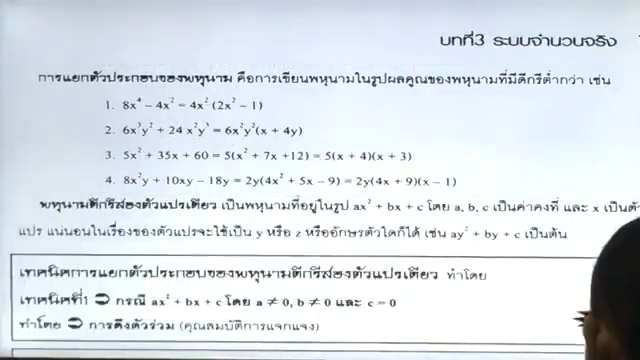 บทที่3 ระบบจำนวนจริง
การแยกตัวประกอบของพหุนาม คือการเขียนพหุนามในรูปผลคูณของพหุนามที่มีดีกรีต่ำกว่า เช่น
1. 8x⁴ – 4x² = 4x² (2x² – 1)
2. 6x³y² + 24 x²y³ = 6x²y²(x + 4y)
3. 5x² + 35x + 60 = 5(x² + 7x +12) = 5(x + 4)(x + 3)
4. 8x²y + 10xy – 18y = 2y(4x² + 5x – 9) = 2y(4x + 9)(x – 1)
พหุนามดีกรีสองตัวแปรเดียว เป็นพหุนามที่อยู่ในรูป ax² + bx + c โดย a, b, c เป็นค่าคงที่ และ x เป็นตัว
แปร แน่นอนในเรื่องของตัวแปรจะใช้เป็น y หรือ z หรืออักษรตัวใดก็ได้ เช่น ay² + by + c เป็นต้น
เทคนิคการแยกตัวประกอบของพหุนามดีกรีสองตัวแปรเดียว ทำโดย
เทคนิคที่1 ⮊ กรณี ax² + bx + c โดย a ≠ 0, b ≠ 0 และ c = 0
ทำโดย ⮊ การดึงตัวร่วม (คุณสมบัติการแจกแจง)